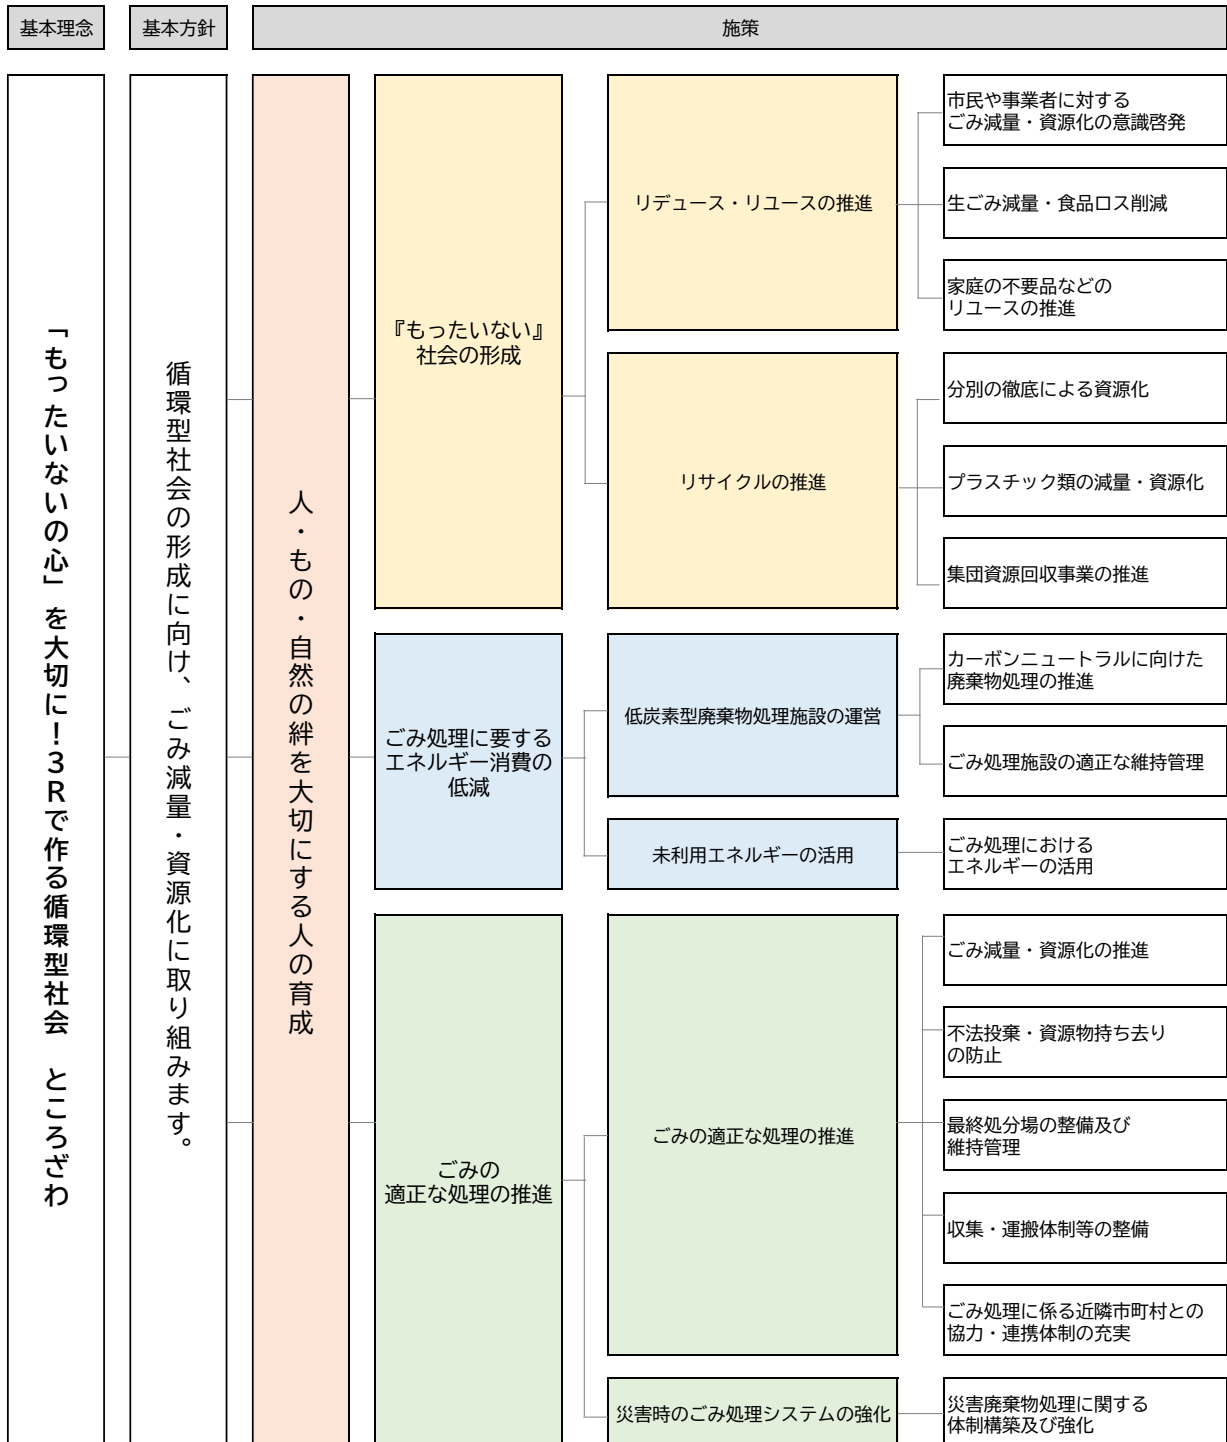 基本理念
基本方針
施策
「もったいないの心」を大切に！３Ｒで作る循環型社会　ところざわ
循環型社会の形成に向け、ごみ減量・資源化に取り組みます。
人・もの・自然の絆を大切にする人の育成
『もったいない』
社会の形成
リデュース・リユースの推進
市民や事業者に対する
ごみ減量・資源化の意識啓発
生ごみ減量・食品ロス削減
家庭の不要品などの
リユースの推進
リサイクルの推進
分別の徹底による資源化
プラスチック類の減量・資源化
集団資源回収事業の推進
ごみ処理に要する
エネルギー消費の
低減
低炭素型廃棄物処理施設の運営
カーボンニュートラルに向けた
廃棄物処理の推進
ごみ処理施設の適正な維持管理
未利用エネルギーの活用
ごみ処理における
エネルギーの活用
ごみの
適正な処理の推進
ごみの適正な処理の推進
ごみ減量・資源化の推進
不法投棄・資源物持ち去り
の防止
最終処分場の整備及び
維持管理
収集・運搬体制等の整備
ごみ処理に係る近隣市町村との
協力・連携体制の充実
災害時のごみ処理システムの強化
災害廃棄物処理に関する
体制構築及び強化